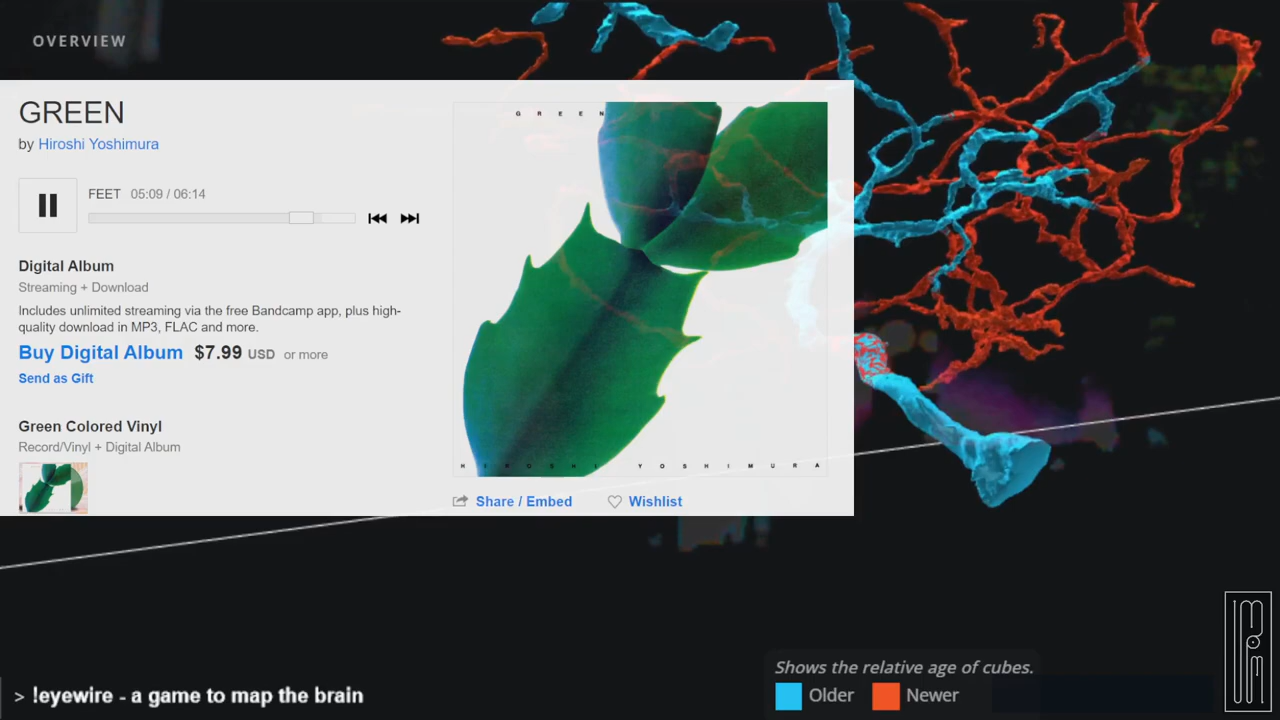 OVERVIEW
GREEN
by Hiroshi Yoshimura
FEET 05:09 / 06:14
Digital Album
Streaming + Download
Includes unlimited streaming via the free Bandcamp app, plus high-
quality download in MP3, FLAC and more.
Buy Digital Album $7.99 USD or more
Send as Gift
Green Colored Vinyl
Record/Vinyl + Digital Album
G R E E N
H I R O S H I Y O S H I M U R A
Share / Embed
Wishlist
Shows the relative age of cubes.
Older Newer
> !eyewire - a game to map the brain